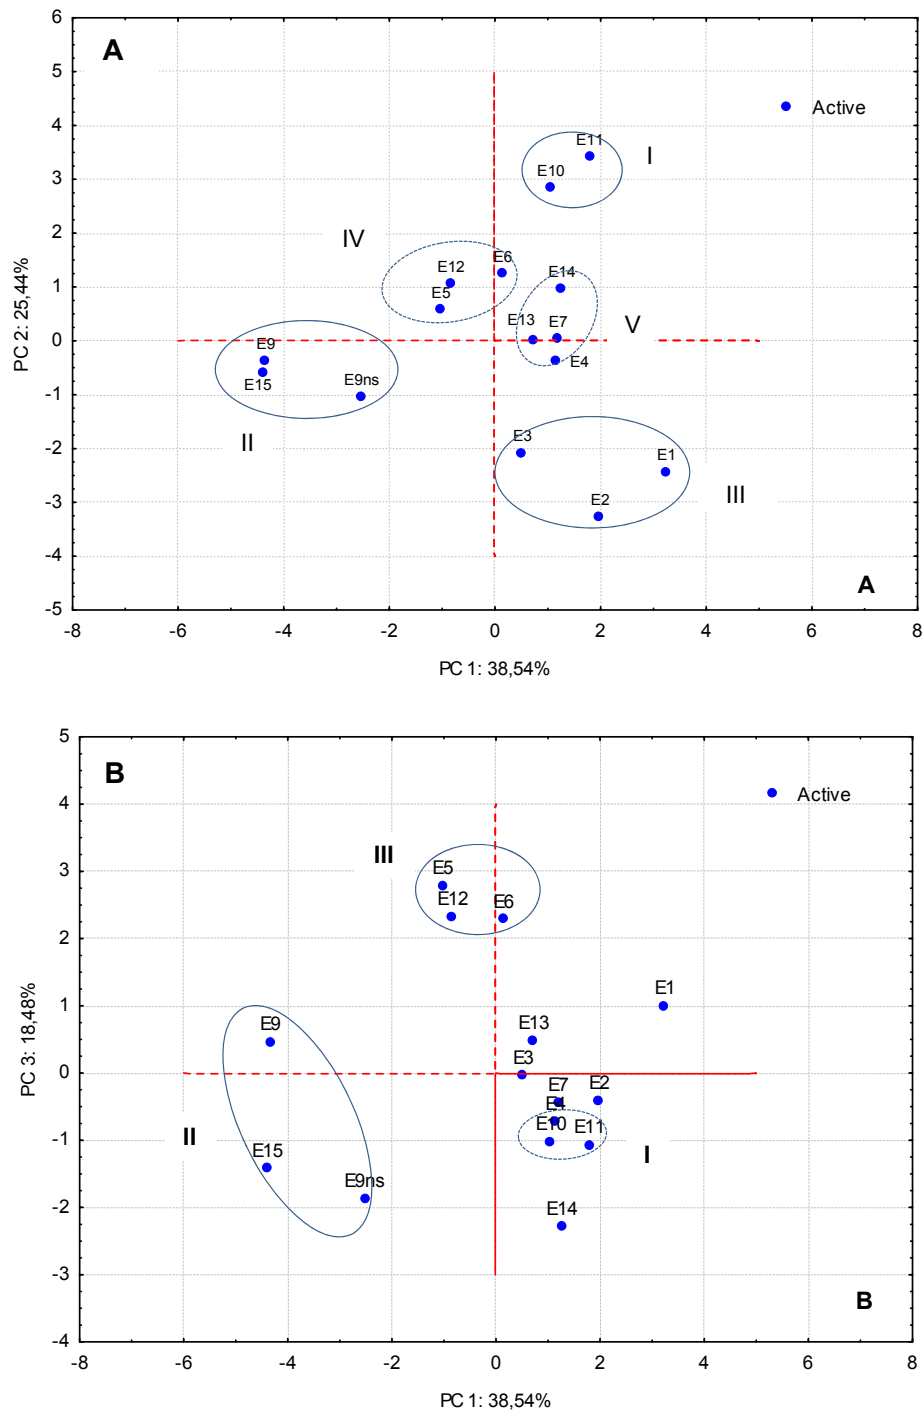 A
6
5
4
3
2
1
0
-1
-2
-3
-4
-5
PC 2: 25,44%
Active
E11
I
E10
IV
E6
E12
E14
E5
E13
E7
V
E9
E4
E15
E9ns
II
E3
E1
E2
III
A
-8
-6
-4
-2
0
2
4
6
8
PC 1: 38,54%
B
5
4
3
2
1
0
-1
-2
-3
-4
PC 3: 18,48%
Active
III
E5
E12
E6
E1
E9
E13
E3
E7
E2
E4
E10
E11
II
I
E15
E9ns
E14
B
-8
-6
-4
-2
0
2
4
6
8
PC 1: 38,54%